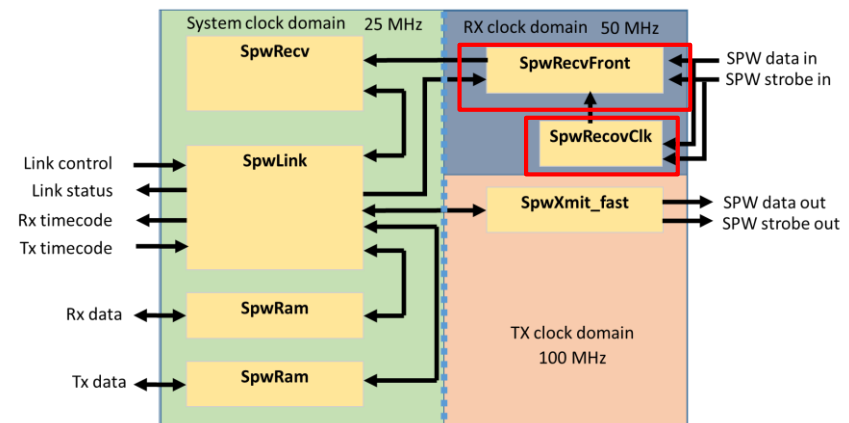 System clock domain 25 MHz
RX clock domain 50 MHz
SpwRecv
SpwRecvFront
SPW data in
SPW strobe in
SpwRecovClk
Link control
Link status
Rx timecode
Tx timecode
SpwLink
SpwXmit_fast
SPW data out
SPW strobe out
Rx data
SpwRam
TX clock domain
100 MHz
Tx data
SpwRam